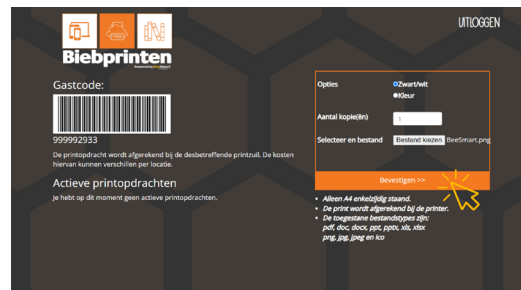 UITLOGGEN
Biebprinten
Gastcode:
999992933
De printopdracht wordt afgerekend bij de desbetreffende printzuil. De kosten
hiervan kunnen verschillen per locatie.
Actieve printopdrachten
Je hebt op dit moment geen actieve printopdrachten.
Opties
Zwart/wit
Kleur
Aantal kopie(ën)
1
Selecteer en bestand
Bestand kiezen BeeSmart.png
Bevestigen >>
• Alleen A4 enkelzijdig
staand.
• De print wordt afgerekend bij de printer.
• De toegestane bestandstypes zijn:
pdf, doc, docx, ppt, pptx, xls, xlsx
png, jpg, jpeg en ico